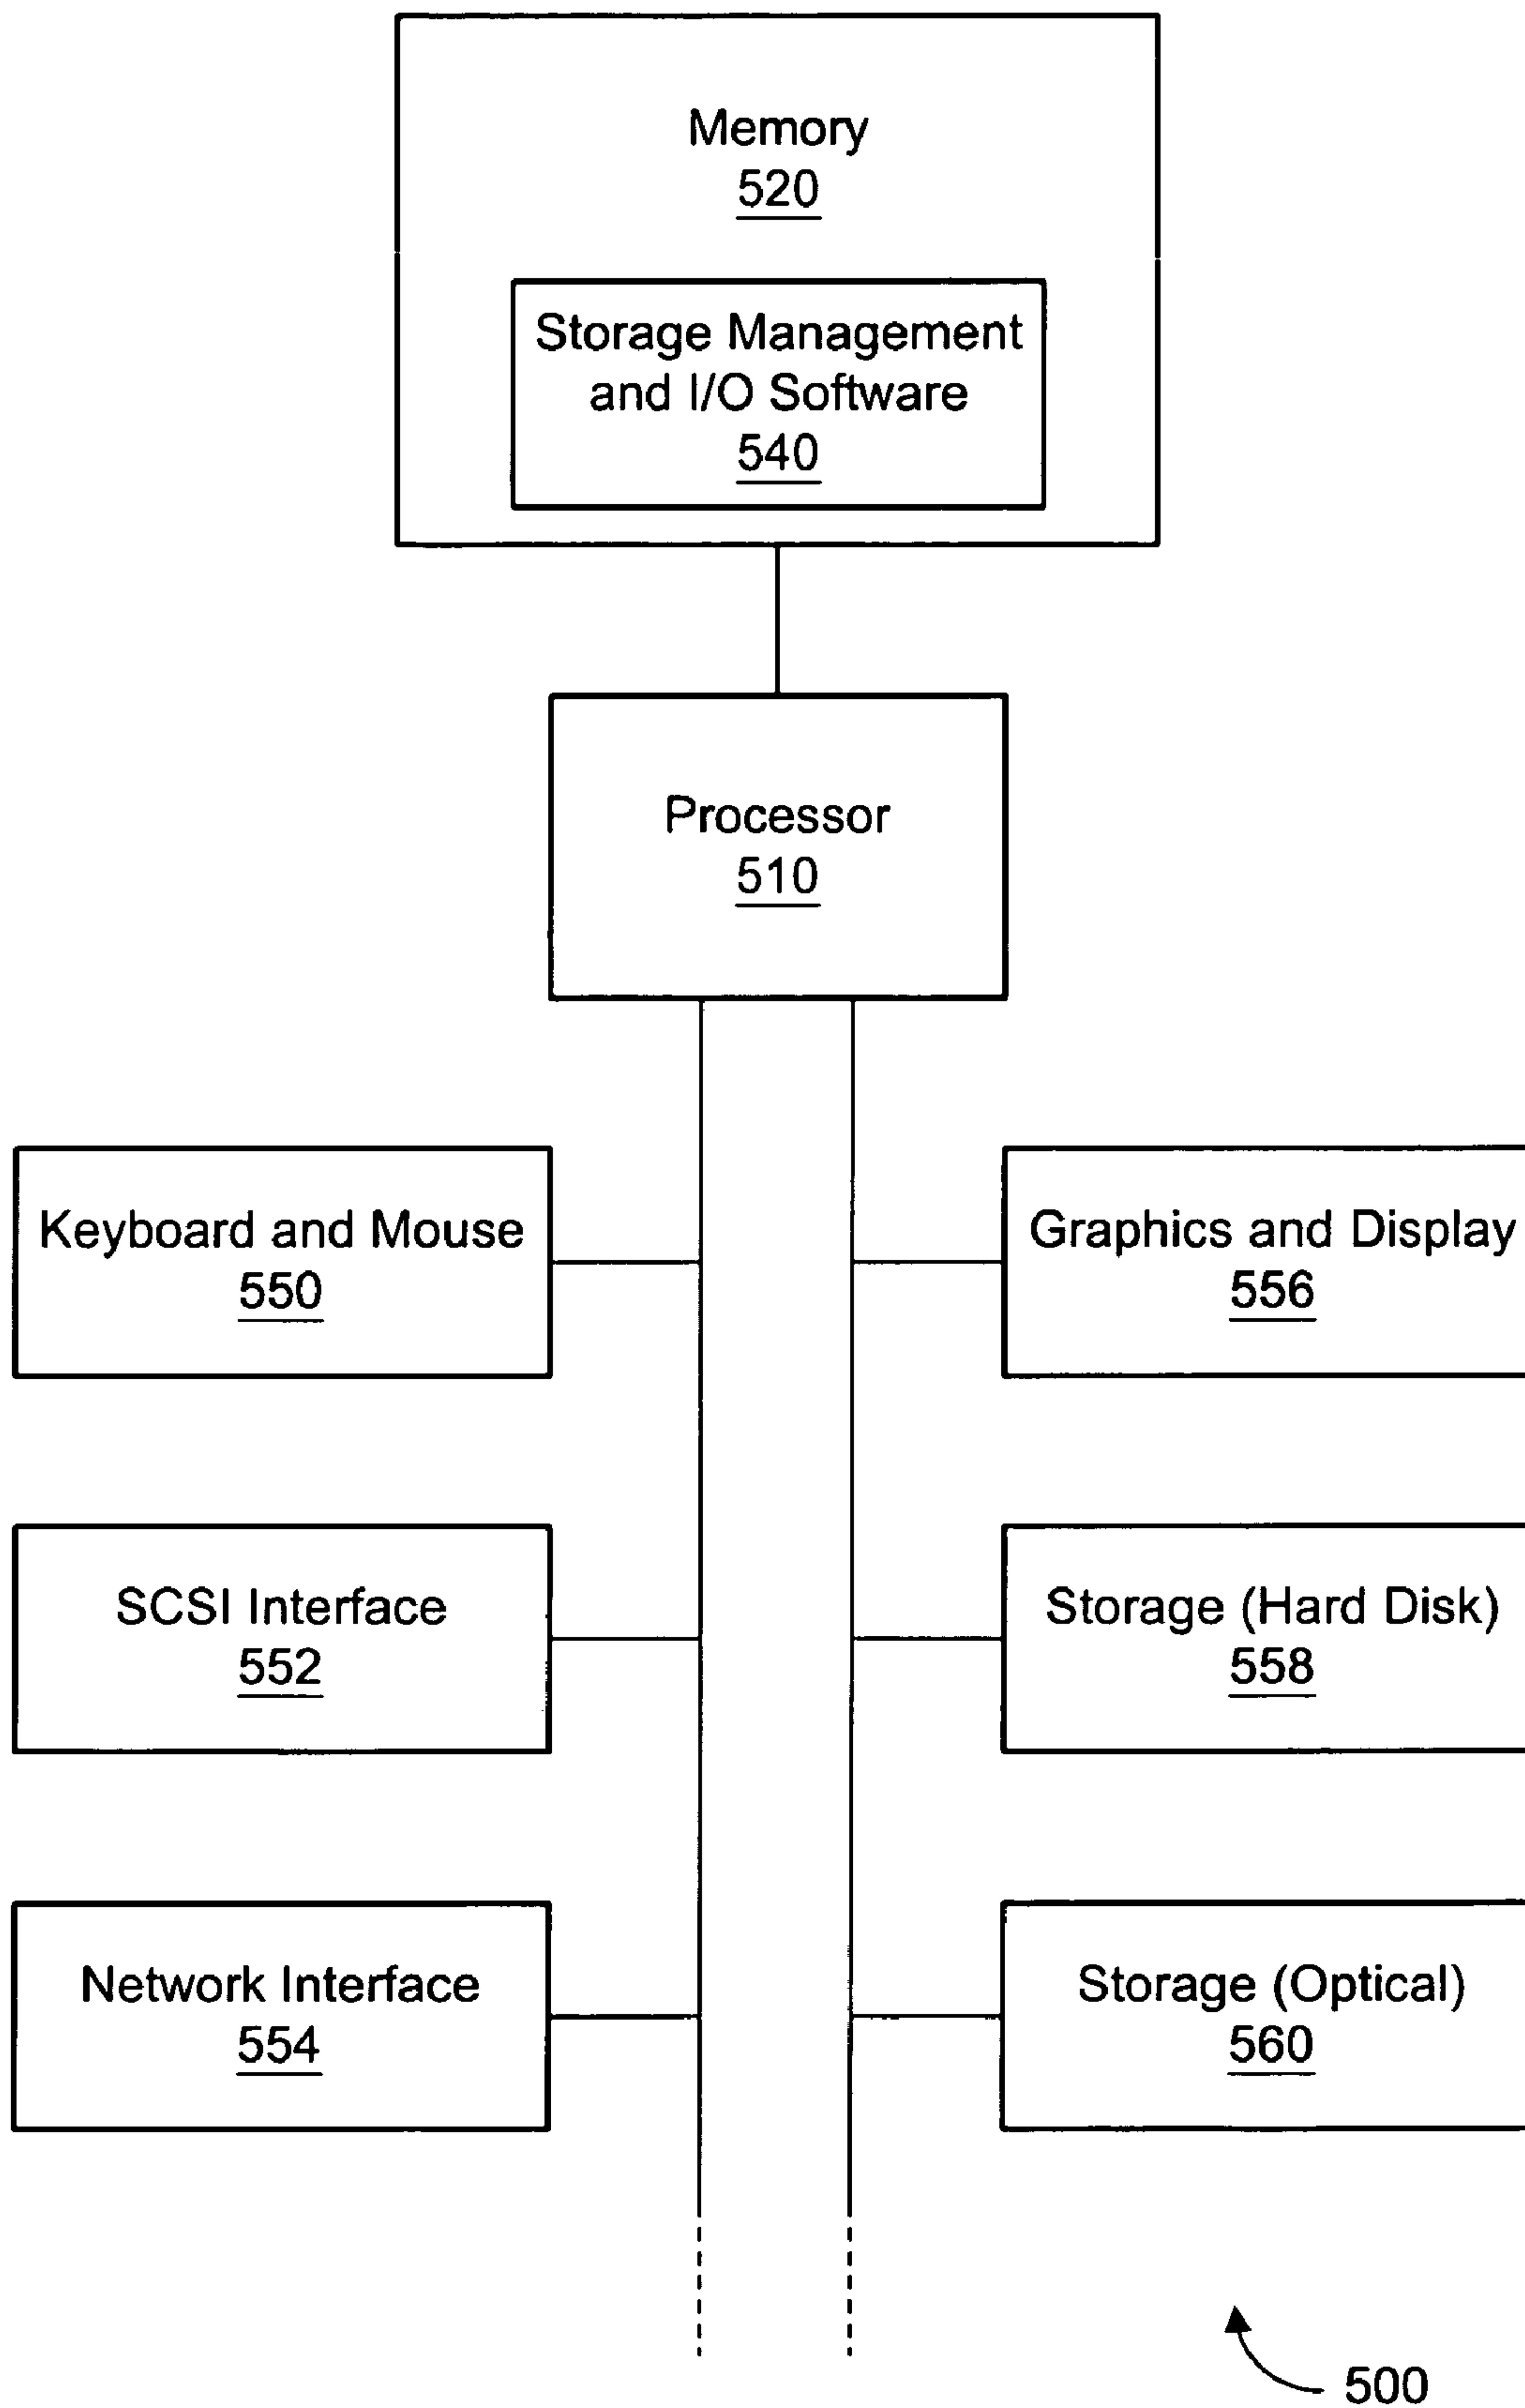 Memory
520
Storage Management
and I/O Software
540
Processor
510
Keyboard and Mouse
550
Graphics and Display
556
SCSI Interface
552
Storage (Hard Disk)
558
Network Interface
554
Storage (Optical)
560
500